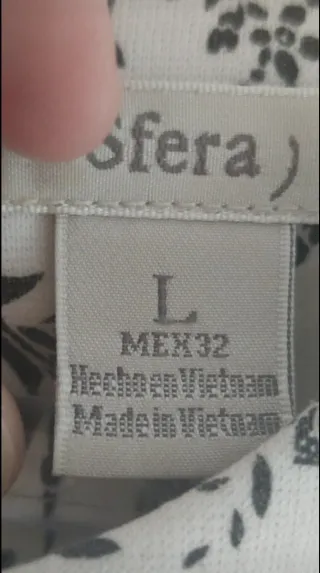 Sfera )
L
MEX32
Hecho en Vietnam
Made in Vietnam